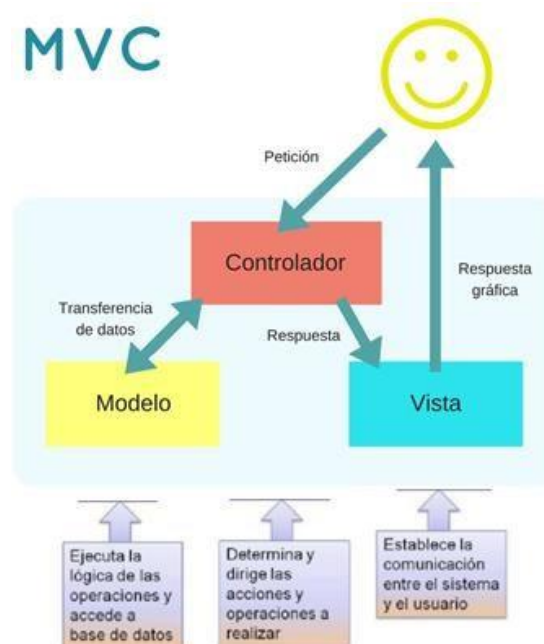 MVC
Petición
Controlador
Respuesta
gráfica
Transferencia
de datos
Respuesta
Modelo
Vista
Ejecuta la
lógica de las
operaciones y
accede a
base de datos
Determina y
dirige las
acciones y
operaciones a
realizar
Establece la
comunicación
entre el sistema
y el usuario